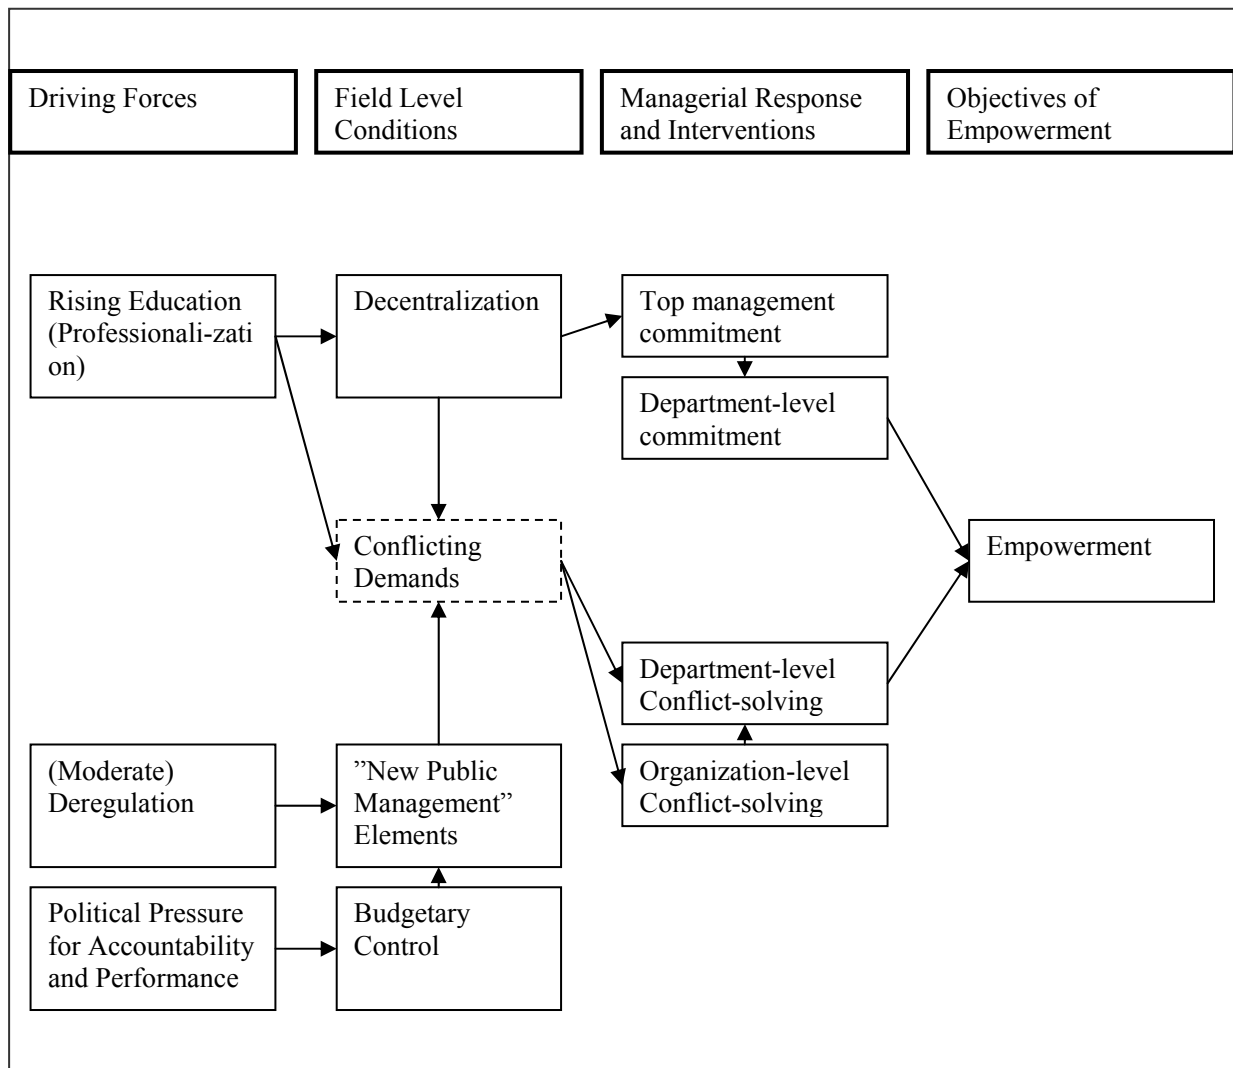 Driving Forces
Field Level
Conditions
Managerial Response
and Interventions
Objectives of
Empowerment
Rising Education
(Professionali-zati
on)
Decentralization
Top management
commitment
Department-level
commitment
Conflicting
Demands
Empowerment
Department-level
Conflict-solving
(Moderate)
Deregulation
”New Public
Management”
Elements
Organization-level
Conflict-solving
Political Pressure
for Accountability
and Performance
Budgetary
Control